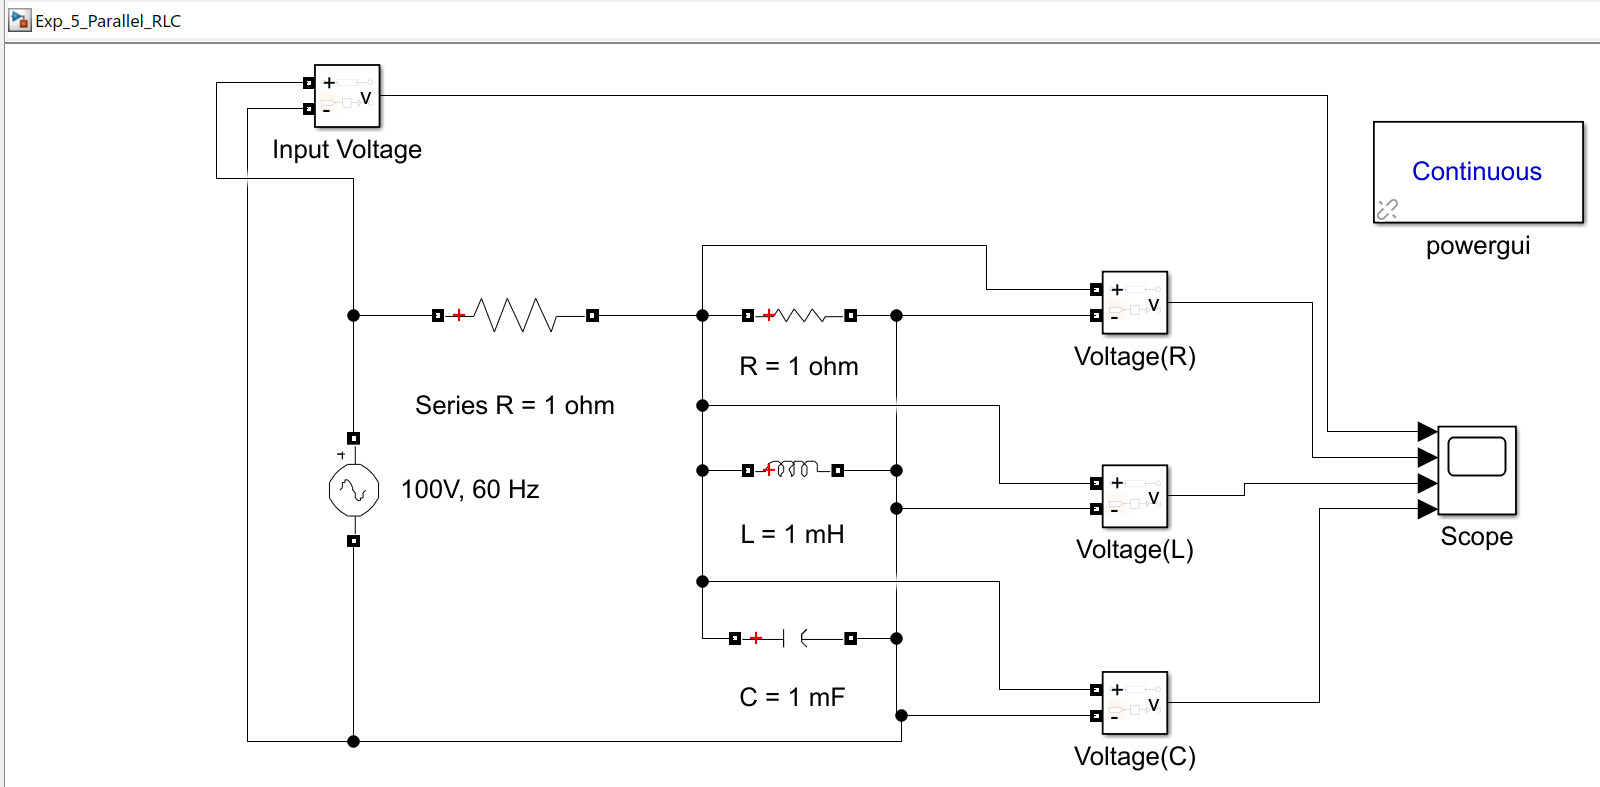 Exp_5_Parallel_RLC
+
v
-
Input Voltage
Continuous
powergui
+
v
-
Voltage(R)
+
+
R = 1 ohm
Series R = 1 ohm
+
100V, 60 Hz
+
L = 1 mH
+
v
-
Voltage(L)
Scope
+
C = 1 mF
+
v
-
Voltage(C)